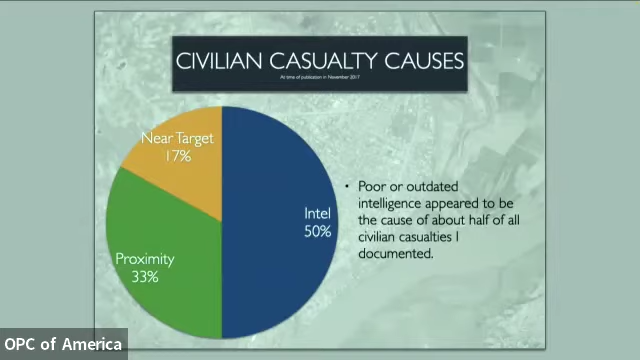 CIVILIAN CASUALTY CAUSES
At time of publication in November 2017
Near Target
17%
Intel
50%
Proximity
33%
• Poor or outdated
intelligence appeared to be
the cause of about half of all
civilian casualties I
documented.
OPC of America